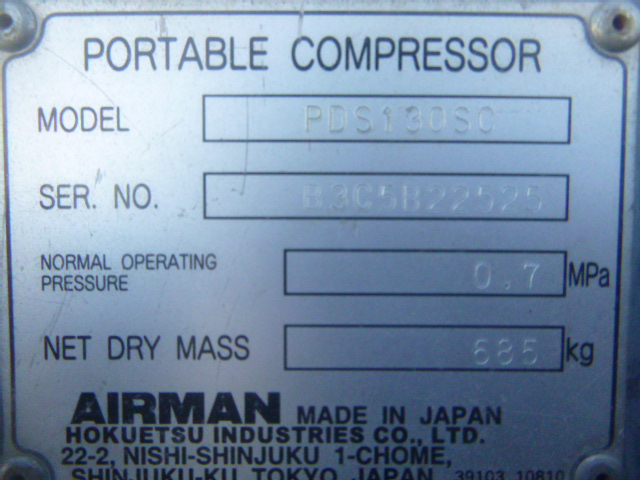 PORTABLE COMPRESSOR
MODEL PDS130SC
SER. NO. B3C5B22525
NORMAL OPERATING PRESSURE 0.7 MPa
NET DRY MASS 685 kg
AIRMAN MADE IN JAPAN
HOKUETSU INDUSTRIES CO., LTD.
22-2, NISHI-SHINJUKU 1-CHOME,
SHINJUKU-KU TOKYO JAPAN 39103 10810